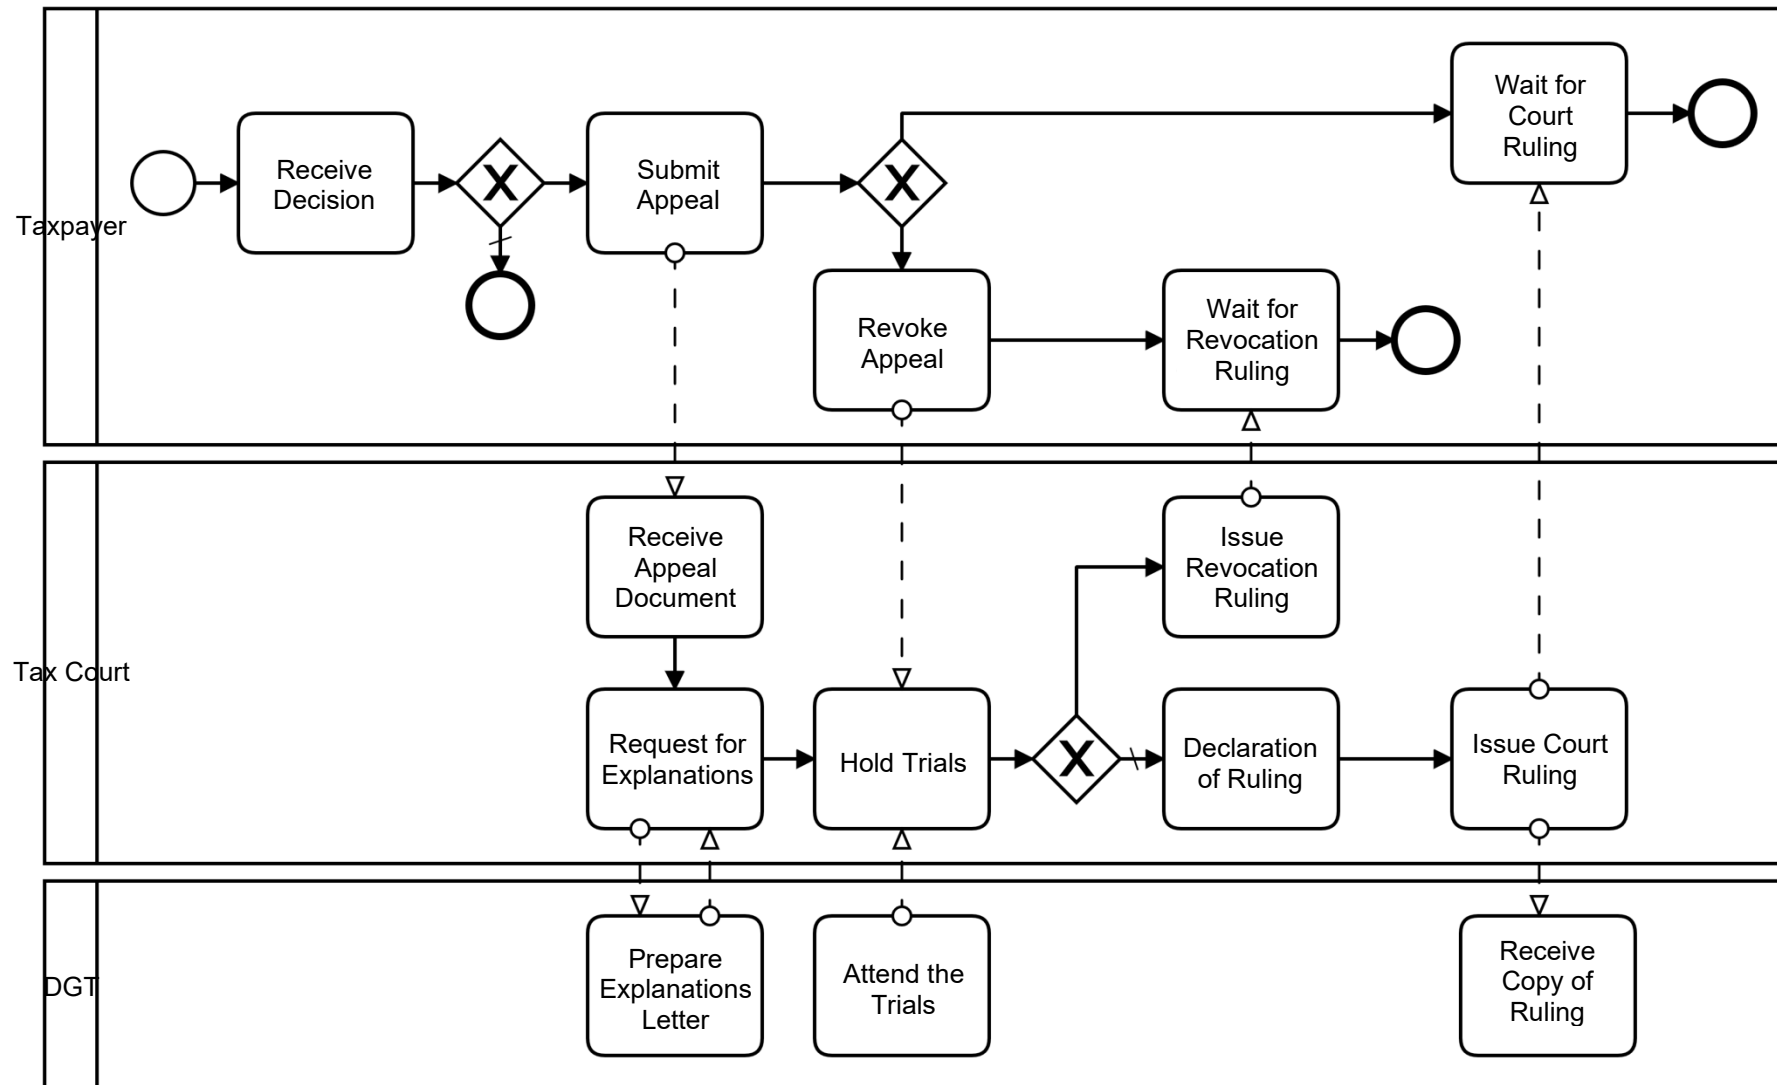 Taxpayer
Receive
Decision
X
Submit
Appeal
X
Wait for
Court
Ruling
Revoke
Appeal
Wait for
Revocation
Ruling
Tax Court
Receive
Appeal
Document
Issue
Revocation
Ruling
Request for
Explanations
Hold Trials
X
Declaration
of Ruling
Issue Court
Ruling
DGT
Prepare
Explanations
Letter
Attend the
Trials
Receive
Copy of
Ruling